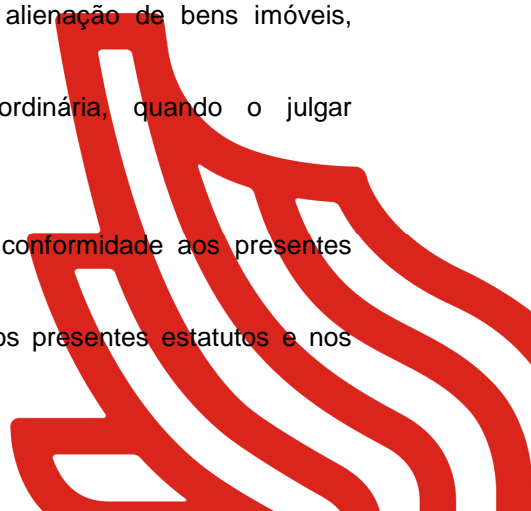 alienação de bens imóveis,
ordinária, quando o julgar
conformidade aos presentes
os presentes estatutos e nos